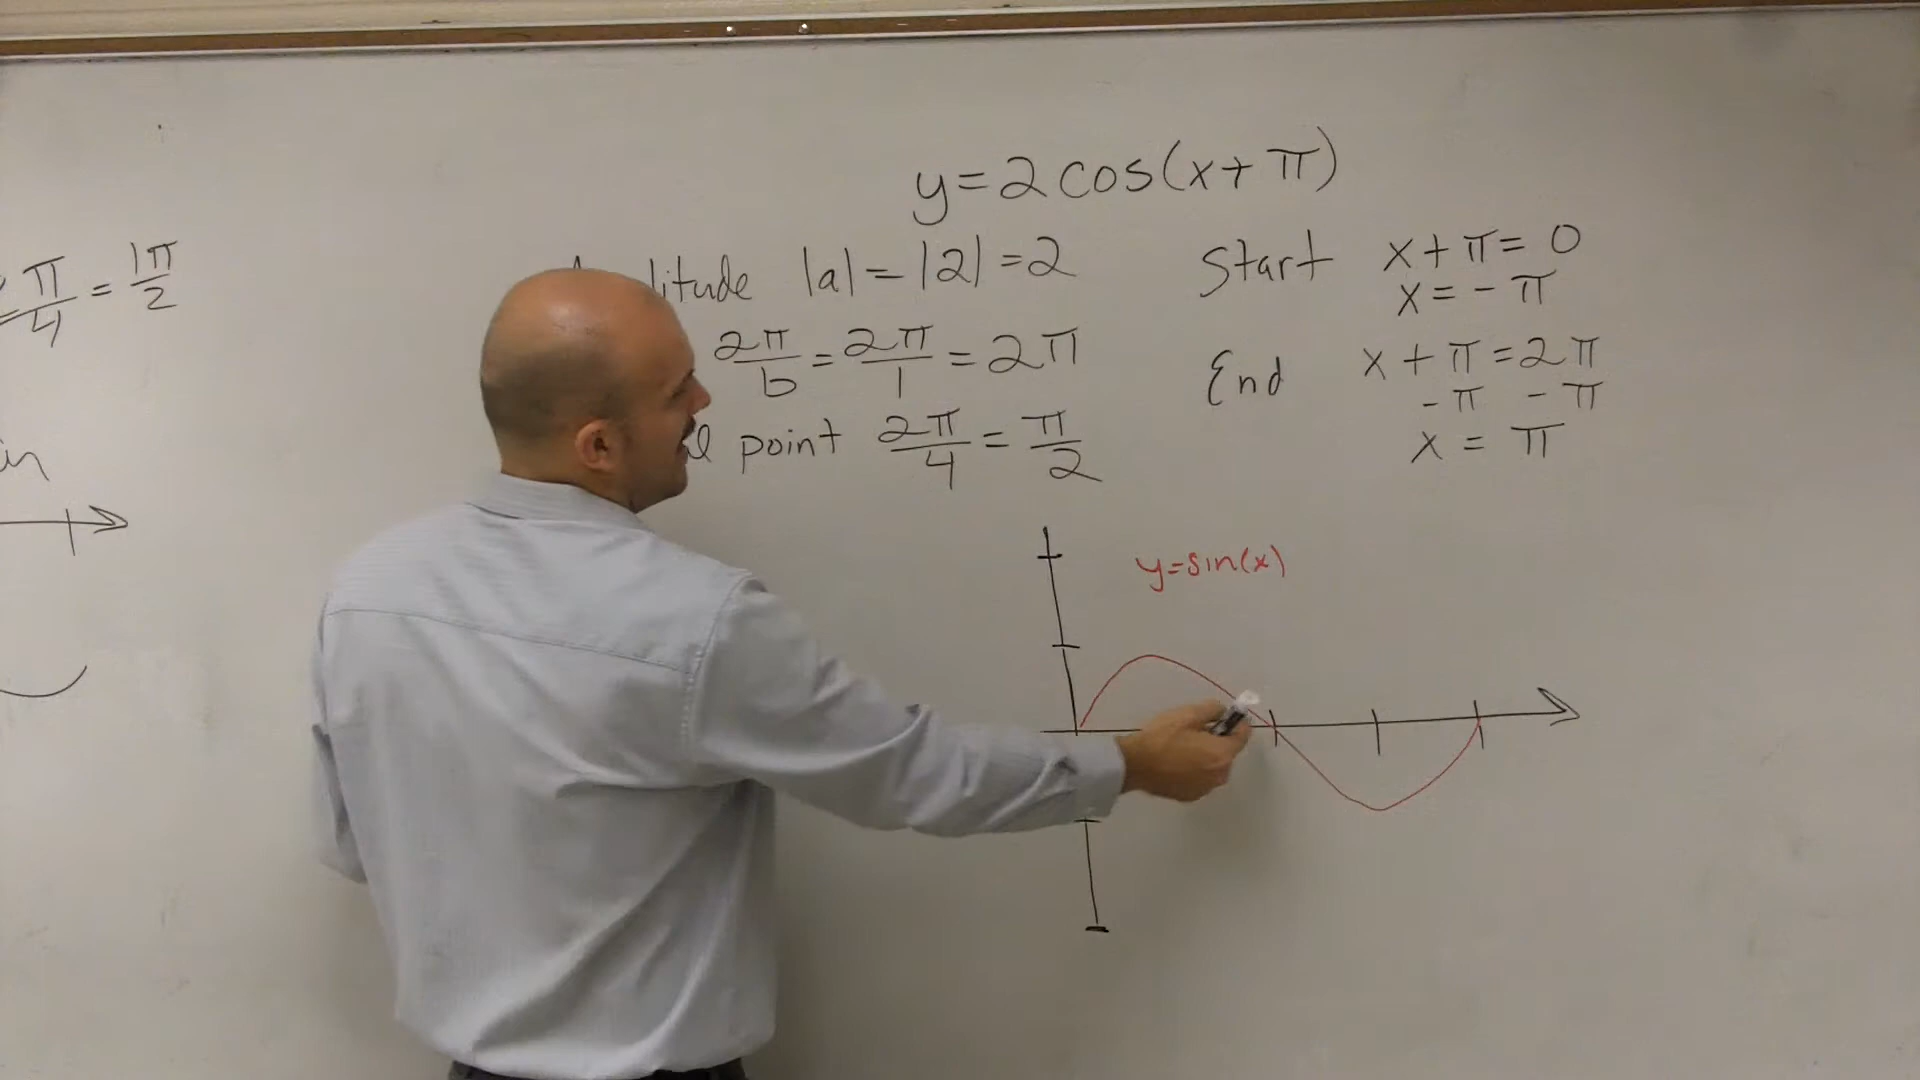 y=2cos(x+π)
π/4 = 1π/2
litude |a|=|2|=2
2π/b = 2π/1 = 2π
point 2π/4 = π/2
Start x+π=0
x=-π
End x+π=2π
-π -π
x = π
in
y=sin(x)